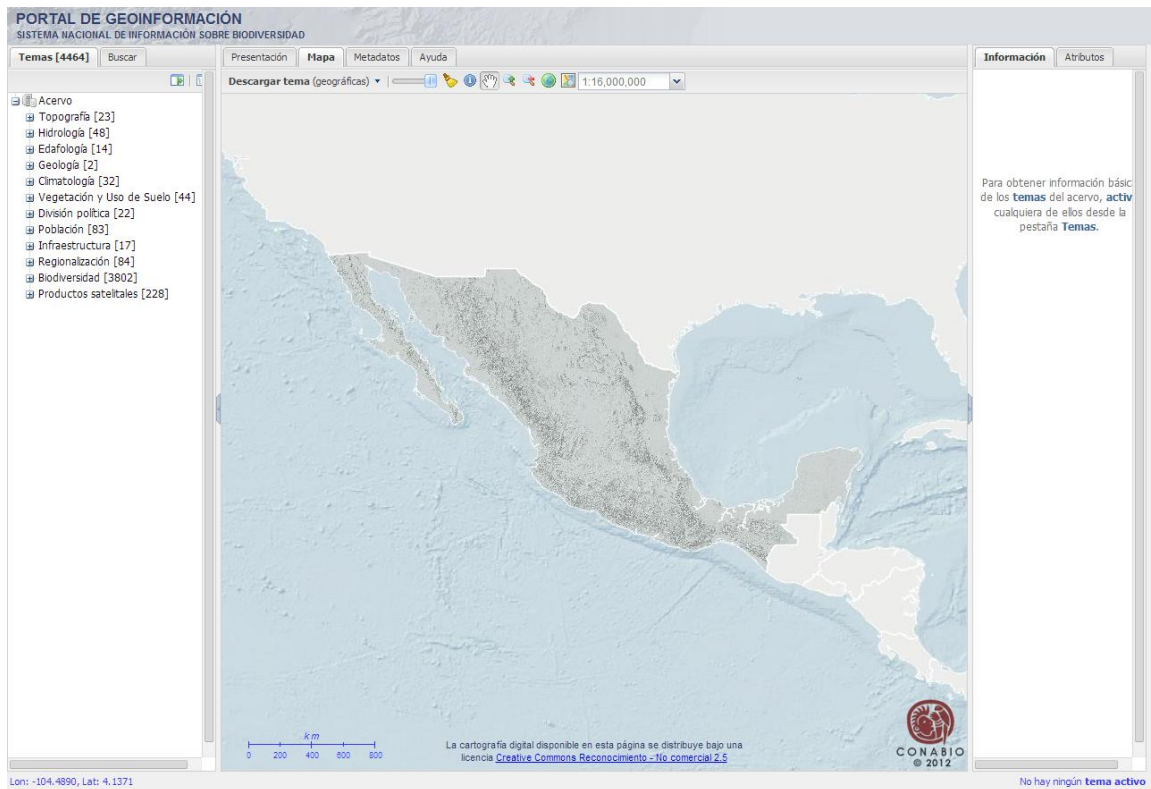 PORTAL DE GEOINFORMACIÓN
SISTEMA NACIONAL DE INFORMACIÓN SOBRE BIODIVERSIDAD
Temas [4464] Buscar
Presentación Mapa Metadatos Ayuda
Información Atributos
Descargar tema (geográficas) 1:16,000,000
Acervo
Topografía [23]
Hidrología [48]
Edafología [14]
Geología [2]
Climatología [32]
Vegetación y Uso de Suelo [44]
División política [22]
Población [83]
Infraestructura [17]
Regionalización [84]
Biodiversidad [3802]
Productos satelitales [228]
Para obtener información básic
de los temas del acervo, activ
cualquiera de ellos desde la
pestaña Temas.
km
0 200 400 600 800
La cartografía digital disponible en esta página se distribuye bajo una
licencia Creative Commons Reconocimiento - No comercial 2.5
CONABIO
© 2012
Lon: -104.4890, Lat: 4.1371
No hay ningún tema activo